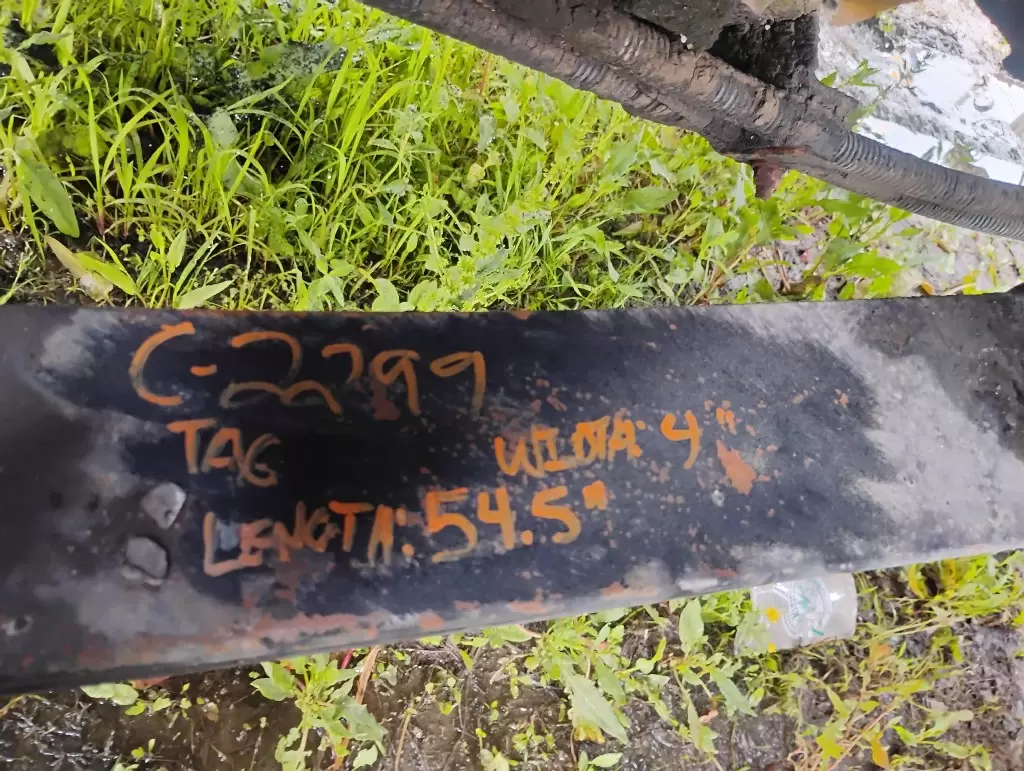 C-2299
TAG
WIDTH: 4"
LENGTH: 54.5"